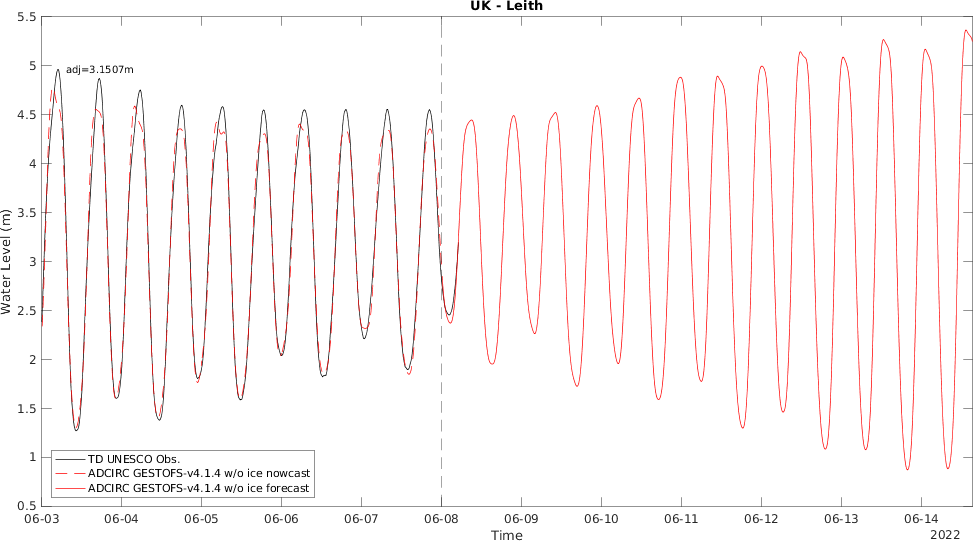 UK - Leith
adj=3.1507m
Water Level (m)
5.5
5
4.5
4
3.5
3
2.5
2
1.5
1
0.5
TD UNESCO Obs.
ADCIRC GESTOFS-v4.1.4 w/o ice nowcast
ADCIRC GESTOFS-v4.1.4 w/o ice forecast
06-03 06-04 06-05 06-06 06-07 06-08 06-09 06-10 06-11 06-12 06-13 06-14
Time
2022